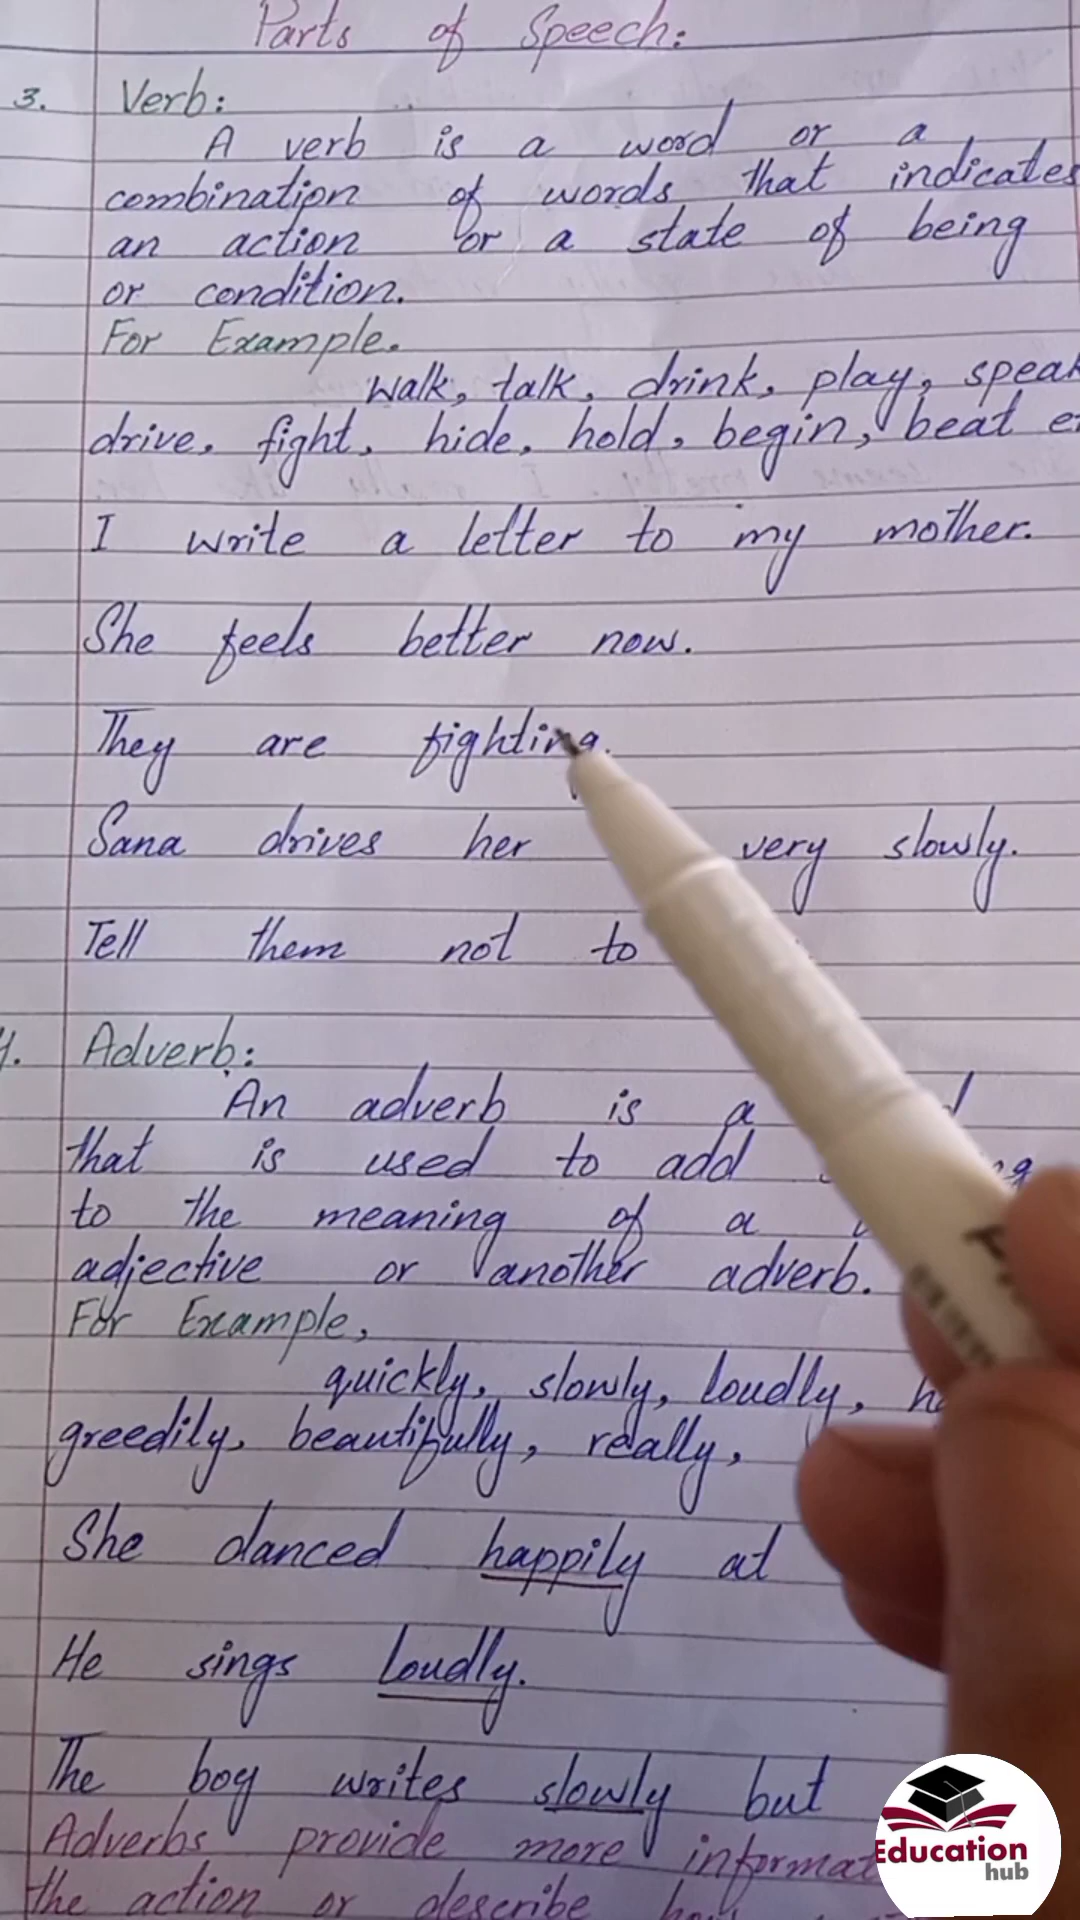 Parts of Speech:
3. Verb:
A verb is a word or a
combination of words that indicates
an action or a state of being
or condition.
For Example.
walk, talk, drink, play, speak
drive, fight, hide, hold, begin, beat
I write a letter to my mother.
She feels better now.
They are fighting.
Sana drives her very slowly.
Tell them not to
4. Adverb:
An adverb is a
that is used to add
to the meaning of a
adjective or another adverb.
For Example,
quickly, slowly, loudly,
greedily, beautifully, really,
She danced happily at
He sings loudly.
The boy writes slowly but
Adverbs provide more
the action or describe
Education
hub